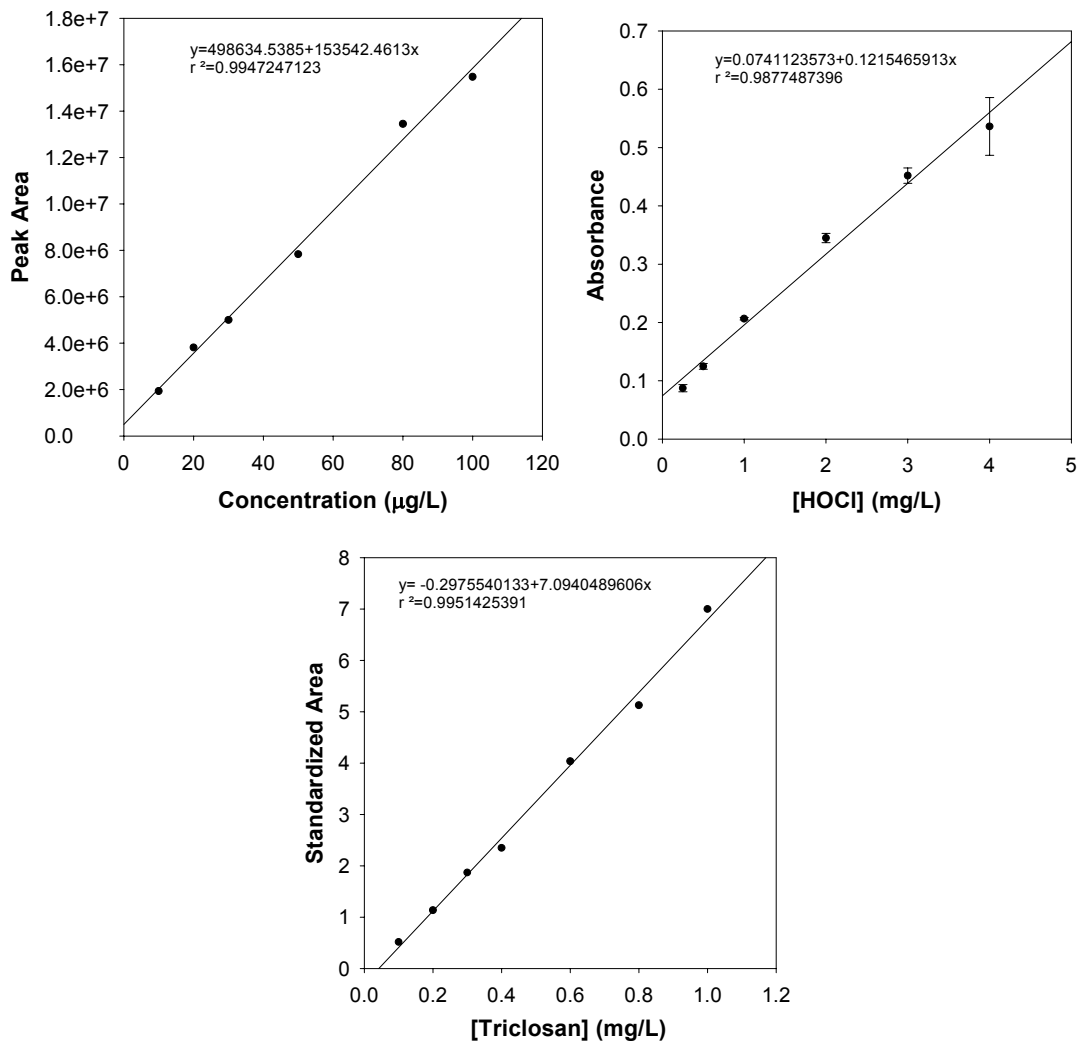 1.8e+7
1.6e+7
1.4e+7
1.2e+7
1.0e+7
8.0e+6
6.0e+6
4.0e+6
2.0e+6
0.0
Peak Area
y=498634.5385+153542.4613x
r ²=0.9947247123
0 20 40 60 80 100 120
Concentration (µg/L)
0.7
0.6
0.5
0.4
0.3
0.2
0.1
0.0
Absorbance
y=0.0741123573+0.1215465913x
r ²=0.9877487396
0 1 2 3 4 5
[HOCl] (mg/L)
8
7
6
5
4
3
2
1
0
Standardized Area
y= -0.2975540133+7.0940489606x
r ²=0.9951425391
0.0 0.2 0.4 0.6 0.8 1.0 1.2
[Triclosan] (mg/L)